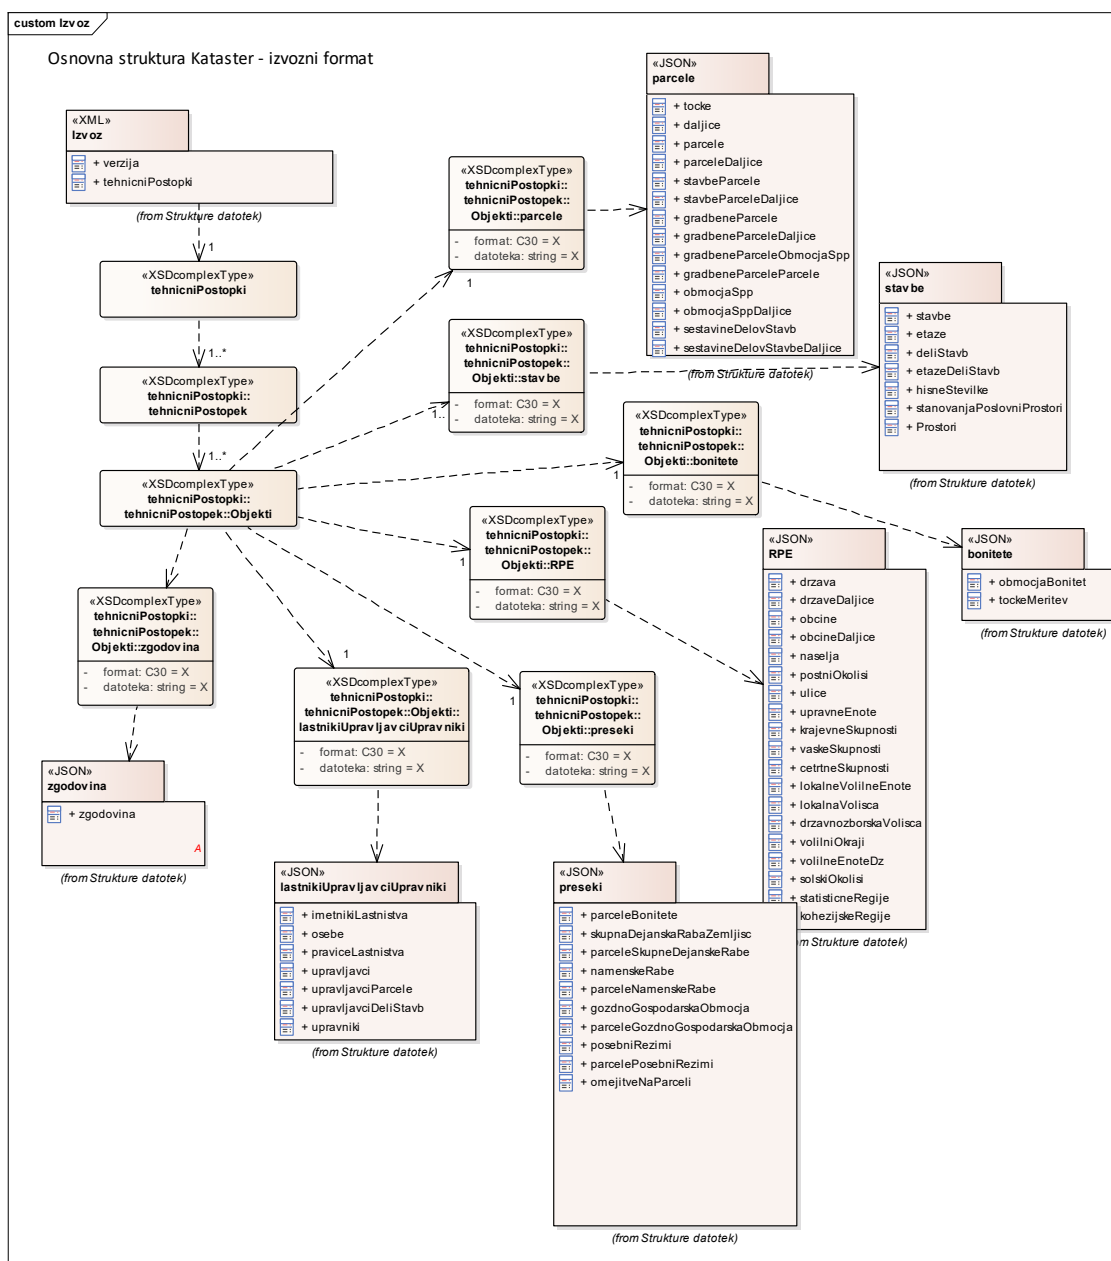 custom Izvoz
Osnovna struktura Kataster - izvozni format
«XML»
Izvoz
+ verzija
+ tehnicniPostopki
(from Strukture datotek)
1
«XSDcomplexType»
tehnicniPostopki
1..*
«XSDcomplexType»
tehnicniPostopki::
tehnicniPostopek
1..*
«XSDcomplexType»
tehnicniPostopki::
tehnicniPostopek::Objekti
«XSDcomplexType»
tehnicniPostopki::
tehnicniPostopek::
Objekti::parcele
- format: C30 = X
- datoteka: string = X
1
«JSON»
parcele
+ tocke
+ daljice
+ parcele
+ parceleDaljice
+ stavbeParcele
+ stavbeParceleDaljice
+ gradbeneParcele
+ gradbeneParceleDaljice
+ gradbeneParceleObmocjaSpp
+ gradbeneParceleParcele
+ obmocjaSpp
+ obmocjaSppDaljice
+ sestavineDelovStavb
+ sestavineDelovStavbeDaljice
(from Strukture datotek)
«XSDcomplexType»
tehnicniPostopki::
tehnicniPostopek::
Objekti::stavbe
- format: C30 = X
- datoteka: string = X
1..
«JSON»
stavbe
+ stavbe
+ etaze
+ deliStavb
+ etazeDeliStavb
+ hisneStevilke
+ stanovanjaPoslovniProstori
+ Prostori
(from Strukture datotek)
«XSDcomplexType»
tehnicniPostopki::
tehnicniPostopek::
Objekti::bonitete
- format: C30 = X
- datoteka: string = X
1
«JSON»
bonitete
+ obmocjaBonitet
+ tockeMeritev
(from Strukture datotek)
«XSDcomplexType»
tehnicniPostopki::
tehnicniPostopek::
Objekti::RPE
- format: C30 = X
- datoteka: string = X
1
«JSON»
RPE
+ drzava
+ drzaveDaljice
+ obcine
+ obcineDaljice
+ naselja
+ postniOkolisi
+ ulice
+ upravneEnote
+ krajevneSkupnosti
+ vaskeSkupnosti
+ cetrtneSkupnosti
+ lokalneVolilneEnote
+ lokalnaVolisca
+ drzavnozborskaVolisca
+ volilniOkraji
+ volilneEnoteDz
+ solskiOkolisi
+ statisticneRegije
kohezijskeRegije
m Strukture datotek)
«XSDcomplexType»
tehnicniPostopki::
tehnicniPostopek::
Objekti::zgodovina
- format: C30 = X
- datoteka: string = X
«JSON»
zgodovina
+ zgodovina
A
(from Strukture datotek)
1
«XSDcomplexType»
tehnicniPostopki::
tehnicniPostopek::Objekti::
lastnikiUpravljavciUpravniki
- format: C30 = X
- datoteka: string = X
«JSON»
lastnikiUpravljavciUpravniki
+ imetnikiLastnistva
+ osebe
+ praviceLastnistva
+ upravljavci
+ upravljavciParcele
+ upravljavciDeliStavb
+ upravniki
(from Strukture datotek)
1
«XSDcomplexType»
tehnicniPostopki::
tehnicniPostopek::
Objekti::preseki
- format: C30 = X
- datoteka: string = X
«JSON»
preseki
+ parceleBonitete
+ skupnaDejanskaRabaZemljisc
+ parceleSkupneDejanskeRabe
+ namenskeRabe
+ parceleNamenskeRabe
+ gozdnoGospodarskaObmocja
+ parceleGozdnoGospodarskaObmocja
+ posebniRezimi
+ parcelePosebniRezimi
+ omejitveNaParceli
(from Strukture datotek)